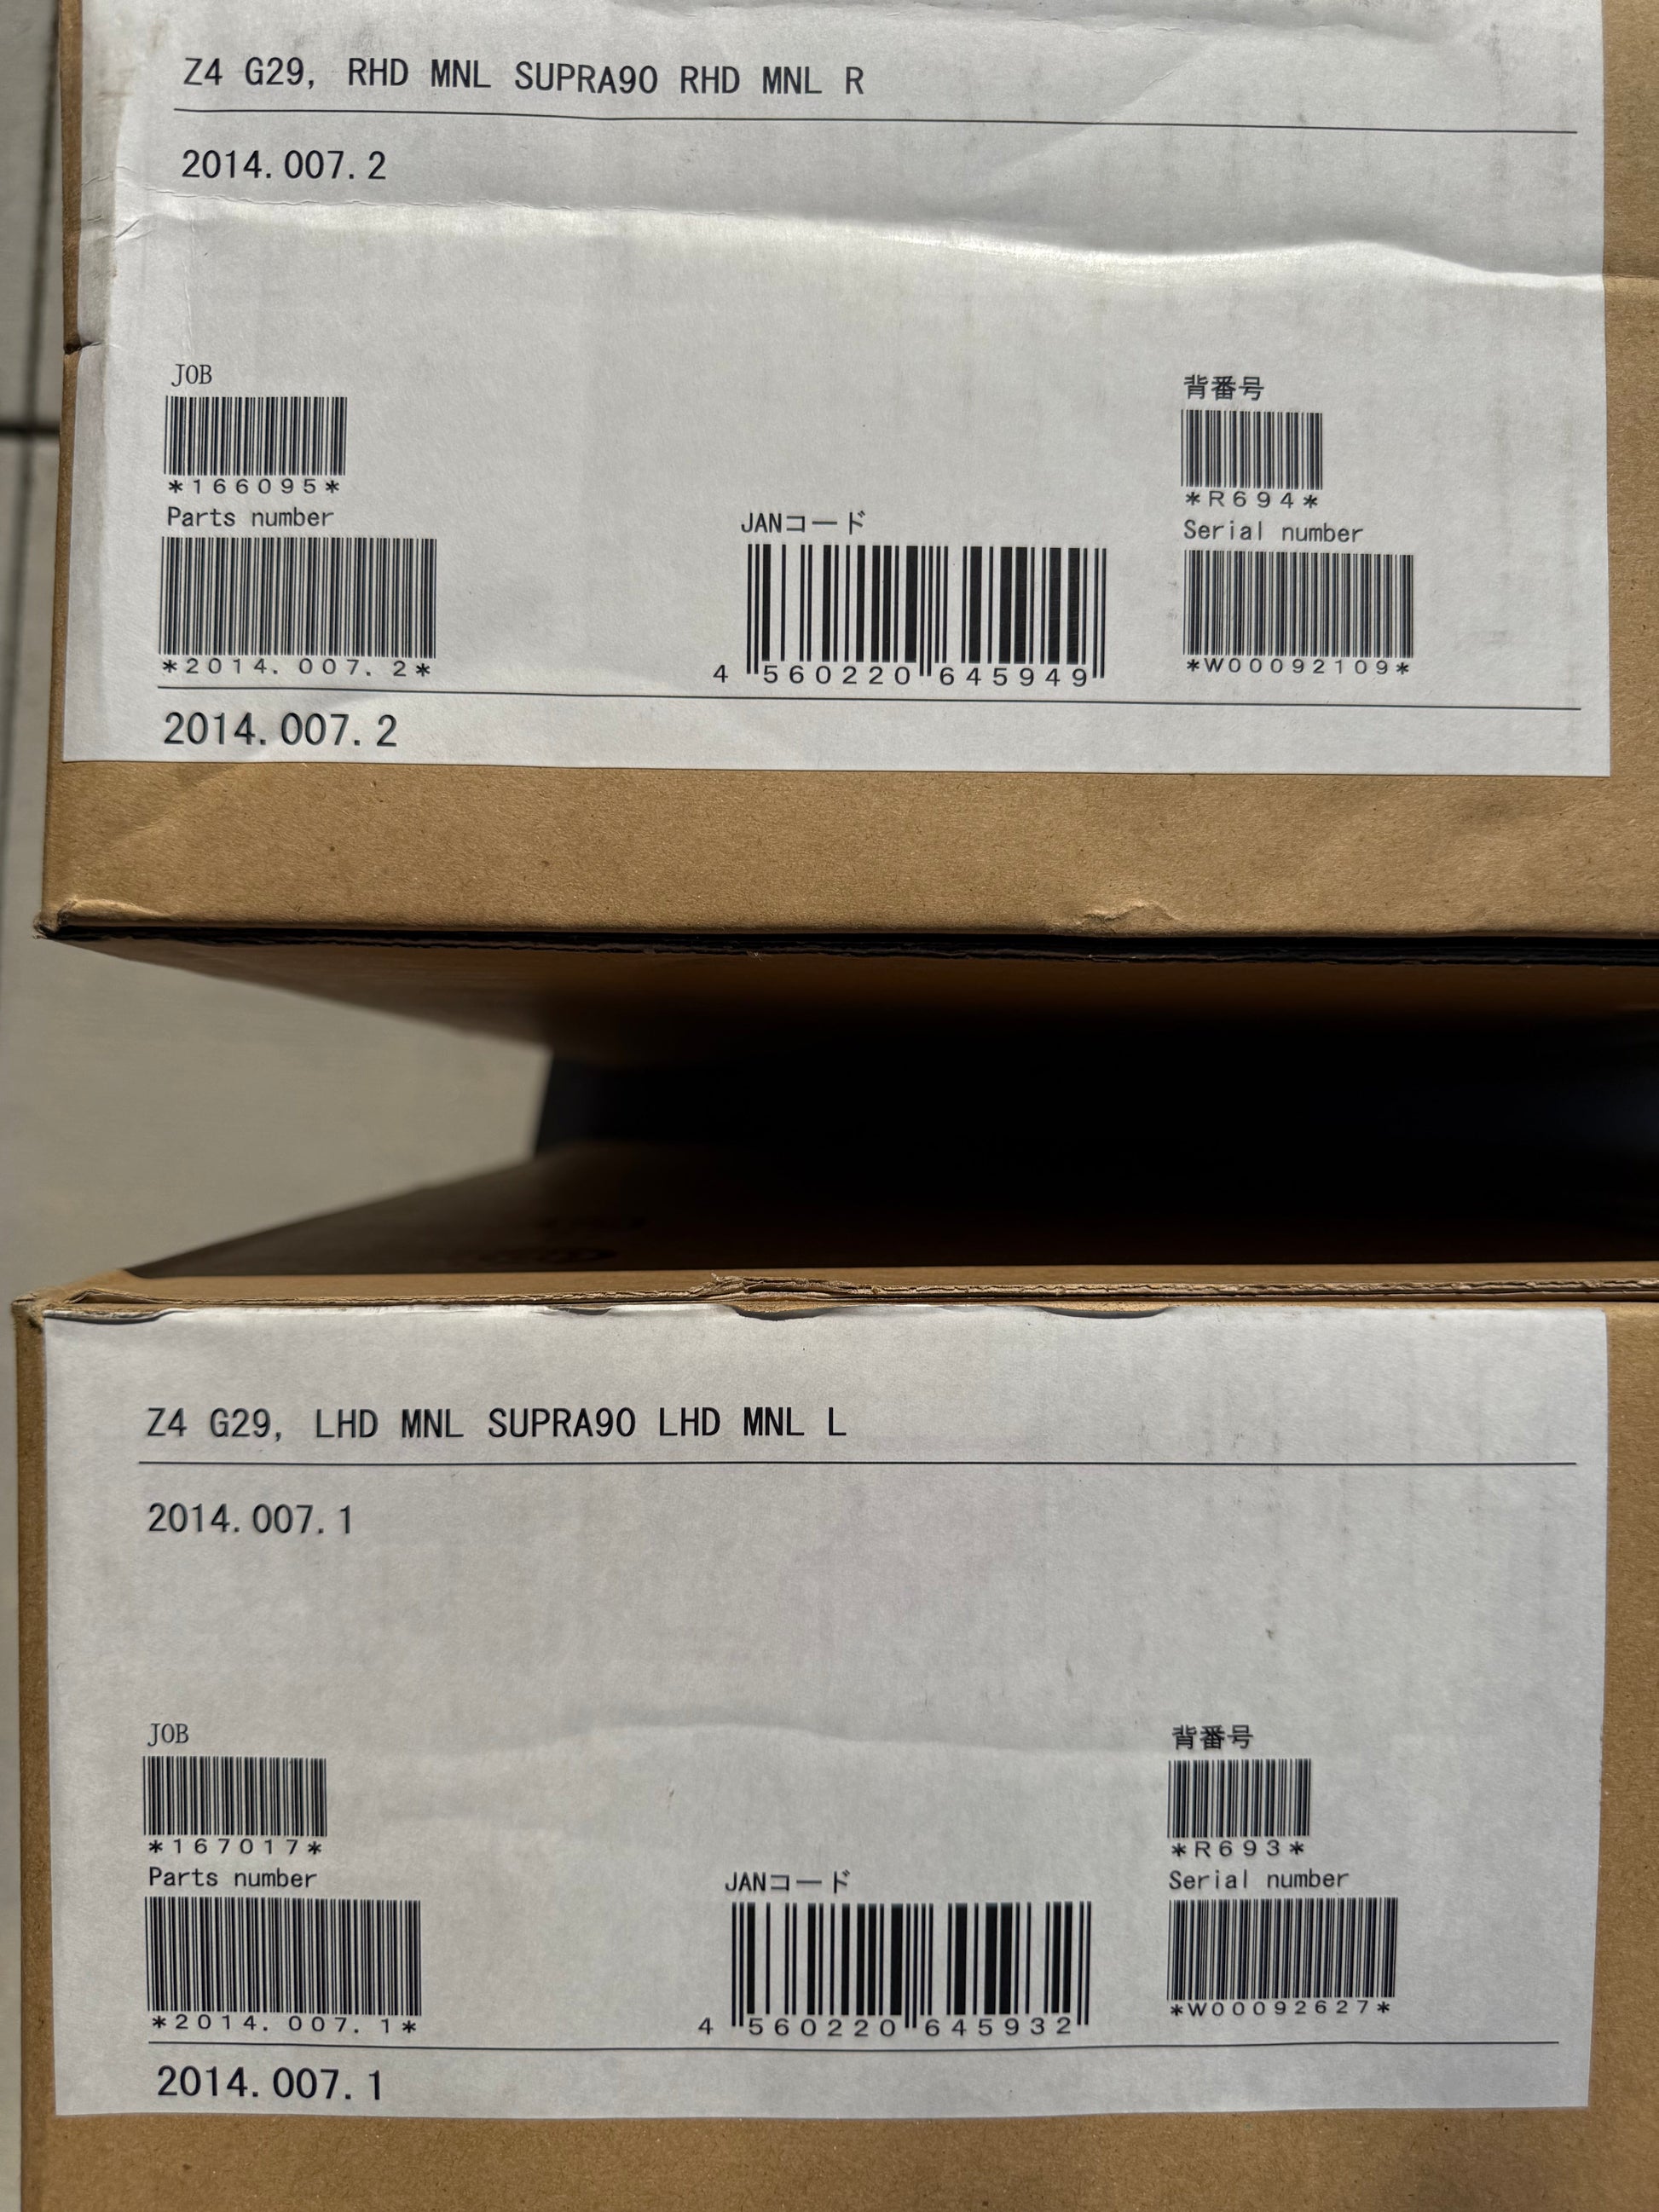 Z4 G29, RHD MNL SUPRA90 RHD MNL R
2014.007.2
JOB
*166095*
Parts number
*2014.007.2*
JANコード
4 560220 645949
背番号
*R694*
Serial number
*W00092109*
2014.007.2
Z4 G29, LHD MNL SUPRA90 LHD MNL L
2014.007.1
JOB
*167017*
Parts number
*2014.007.1*
JANコード
4 560220 645932
背番号
*R693*
Serial number
*W00092627*
2014.007.1